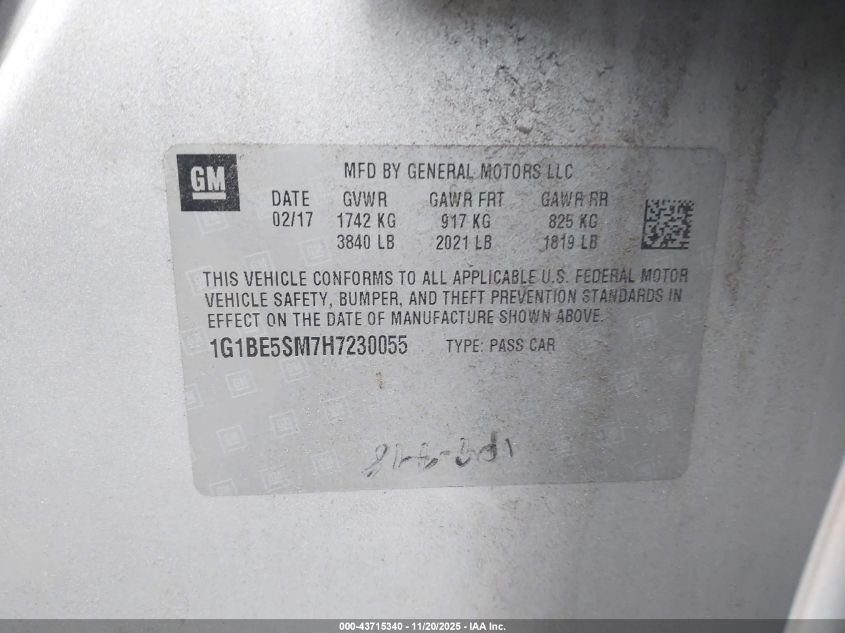 GM
MFD BY GENERAL MOTORS LLC
DATE GVWR GAWR FRT GAWR RR
02/17 1742 KG 917 KG 825 KG
3840 LB 2021 LB 1819 LB
THIS VEHICLE CONFORMS TO ALL APPLICABLE U.S. FEDERAL MOTOR
VEHICLE SAFETY, BUMPER, AND THEFT PREVENTION STANDARDS IN
EFFECT ON THE DATE OF MANUFACTURE SHOWN ABOVE.
1G1BE5SM7H7230055 TYPE: PASS CAR
000-43715340 - 11/20/2025 - IAA Inc.